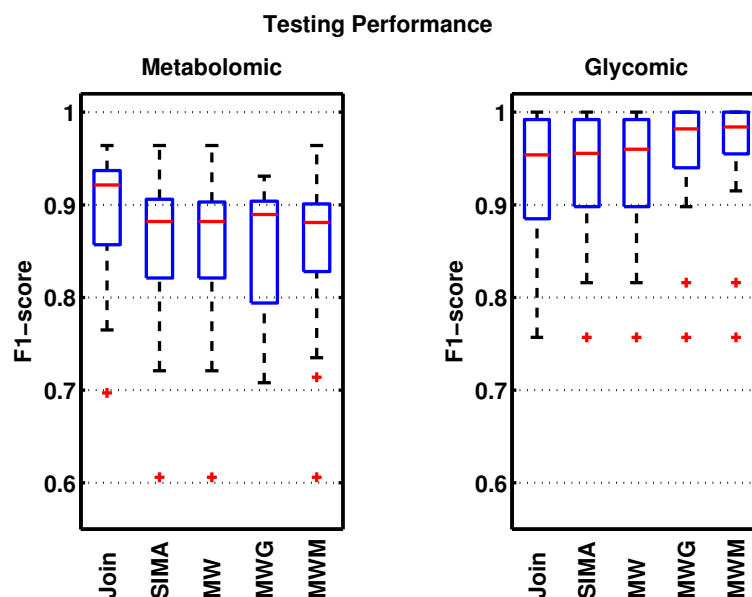 Testing Performance
Metabolomic
F1-score
1
0.9
0.8
0.7
0.6
Join
SIMA
MW
MWG
MWM
Glycomic
F1-score
1
0.9
0.8
0.7
0.6
Join
SIMA
MW
MWG
MWM